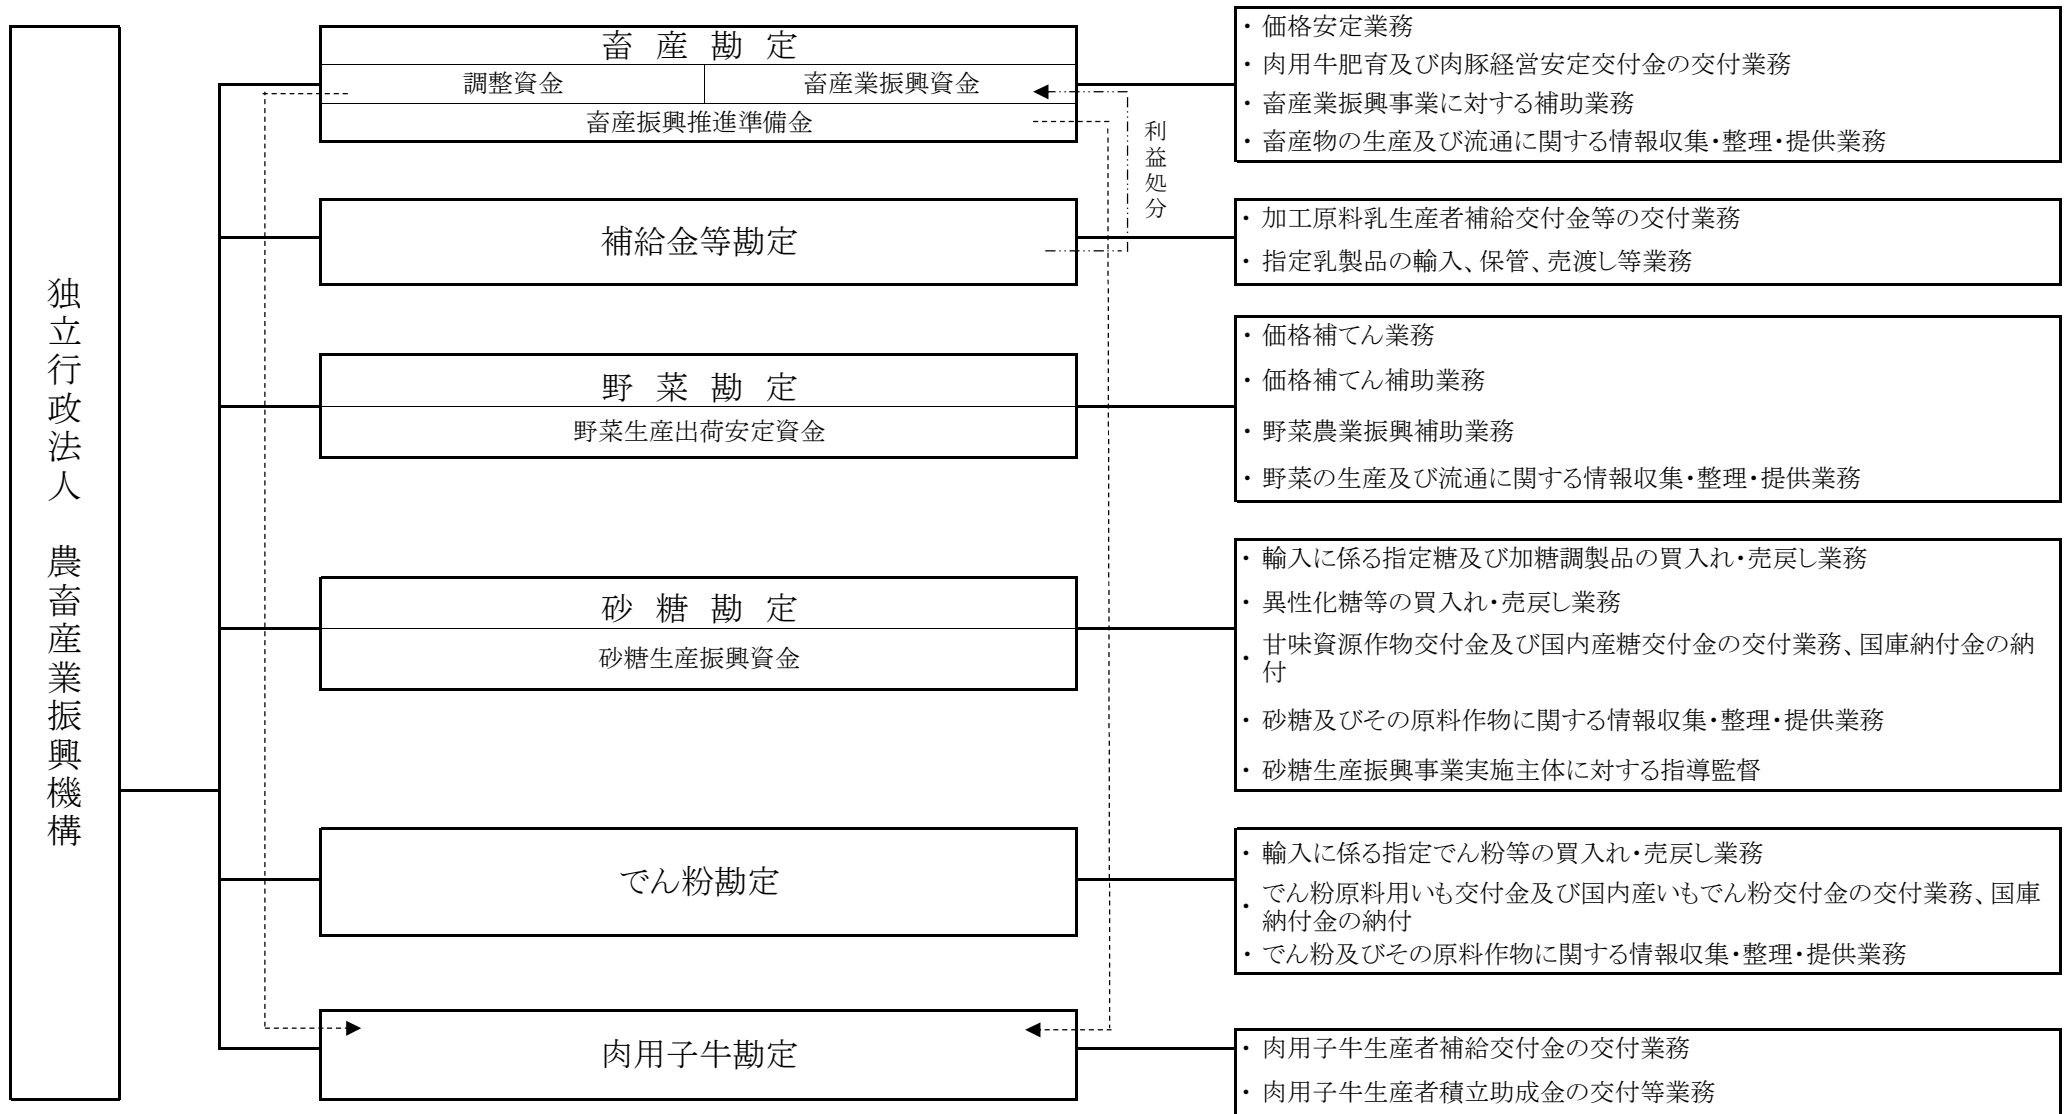 独立行政法人　農畜産業振興機構
畜産勘定
調整資金
畜産業振興資金
畜産振興推進準備金
利益処分
・ 価格安定業務
・ 肉用牛肥育及び肉豚経営安定交付金の交付業務
・ 畜産業振興事業に対する補助業務
・ 畜産物の生産及び流通に関する情報収集・整理・提供業務
補給金等勘定
・ 加工原料乳生産者補給交付金等の交付業務
・ 指定乳製品の輸入、保管、売渡し等業務
野菜勘定
野菜生産出荷安定資金
・ 価格補てん業務
・ 価格補てん補助業務
・ 野菜農業振興補助業務
・ 野菜の生産及び流通に関する情報収集・整理・提供業務
砂糖勘定
砂糖生産振興資金
・ 輸入に係る指定糖及び加糖調製品の買入れ・売戻し業務
・ 異性化糖等の買入れ・売戻し業務
・ 甘味資源作物交付金及び国内産糖交付金の交付業務、国庫納付金の納
付
・ 砂糖及びその原料作物に関する情報収集・整理・提供業務
・ 砂糖生産振興事業実施主体に対する指導監督
でん粉勘定
・ 輸入に係る指定でん粉等の買入れ・売戻し業務
・ でん粉原料用いも交付金及び国内産いもでん粉交付金の交付業務、国庫
納付金の納付
・ でん粉及びその原料作物に関する情報収集・整理・提供業務
肉用子牛勘定
・ 肉用子牛生産者補給交付金の交付業務
・ 肉用子牛生産者積立助成金の交付等業務